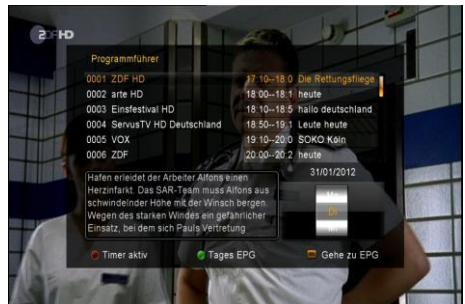 ZDF HD
Programmführer
0001 ZDF HD 17:10--18:0 Die Rettungsfliege
0002 arte HD 18:00--18:1 heute
0003 Einsfestival HD 18:10--18:5 hallo deutschland
0004 ServusTV HD Deutschland 18:50--19:1 Leute heute
0005 VOX 19:10--20:0 SOKO Köln
0006 ZDF 20:00--20:2 heute
Hafen erleidet der Arbeiter Alfons einen
Herzinfarkt. Das SAR-Team muss Alfons aus
schwindelnder Höhe mit der Winsch bergen.
Wegen des starken Windes ein gefährlicher
Einsatz, bei dem sich Pauls Vertretung
31/01/2012
Di
Timer aktiv Tages EPG Gehe zu EPG